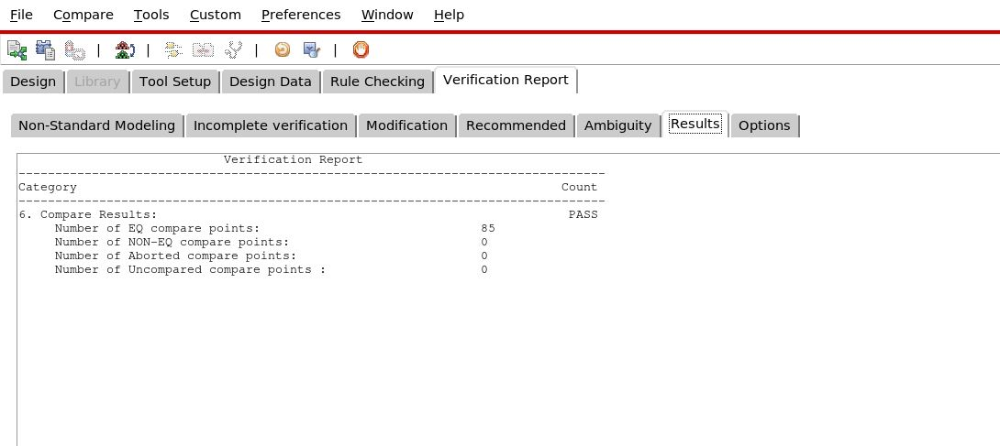 File Compare Tools Custom Preferences Window Help
Design Library Tool Setup Design Data Rule Checking Verification Report
Non-Standard Modeling Incomplete verification Modification Recommended Ambiguity Results Options
Verification Report
--------------------------------------------------------------------------------
Category Count
--------------------------------------------------------------------------------
6. Compare Results: PASS
Number of EQ compare points: 85
Number of NON-EQ compare points: 0
Number of Aborted compare points: 0
Number of Uncompared compare points : 0